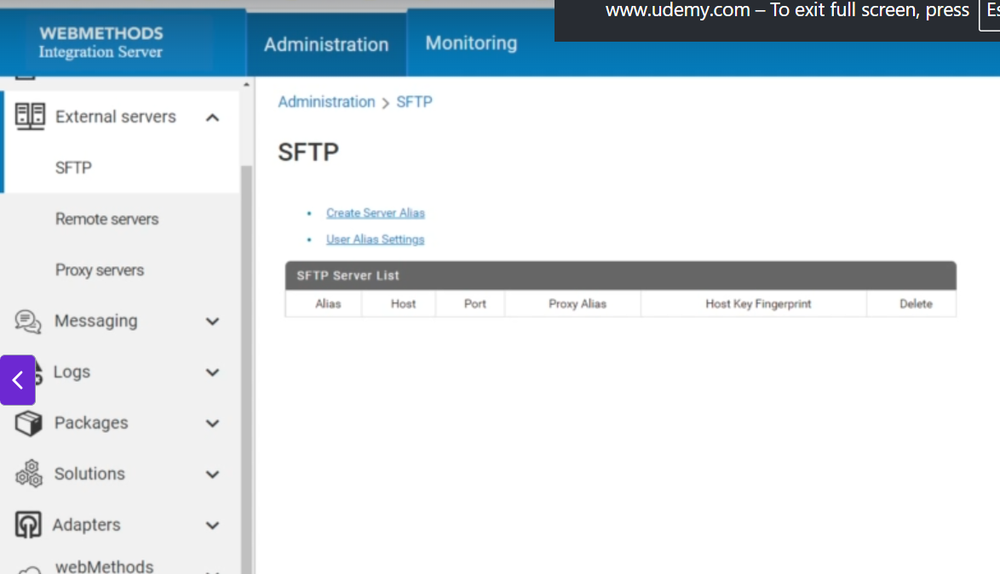 www.udemy.com – To exit full screen, press Es
WEBMETHODS
Integration Server
Administration
Monitoring
External servers
SFTP
Remote servers
Proxy servers
Messaging
Logs
Packages
Solutions
Adapters
webMethods
Administration > SFTP
SFTP
• Create Server Alias
• User Alias Settings
SFTP Server List
Alias Host Port Proxy Alias Host Key Fingerprint Delete